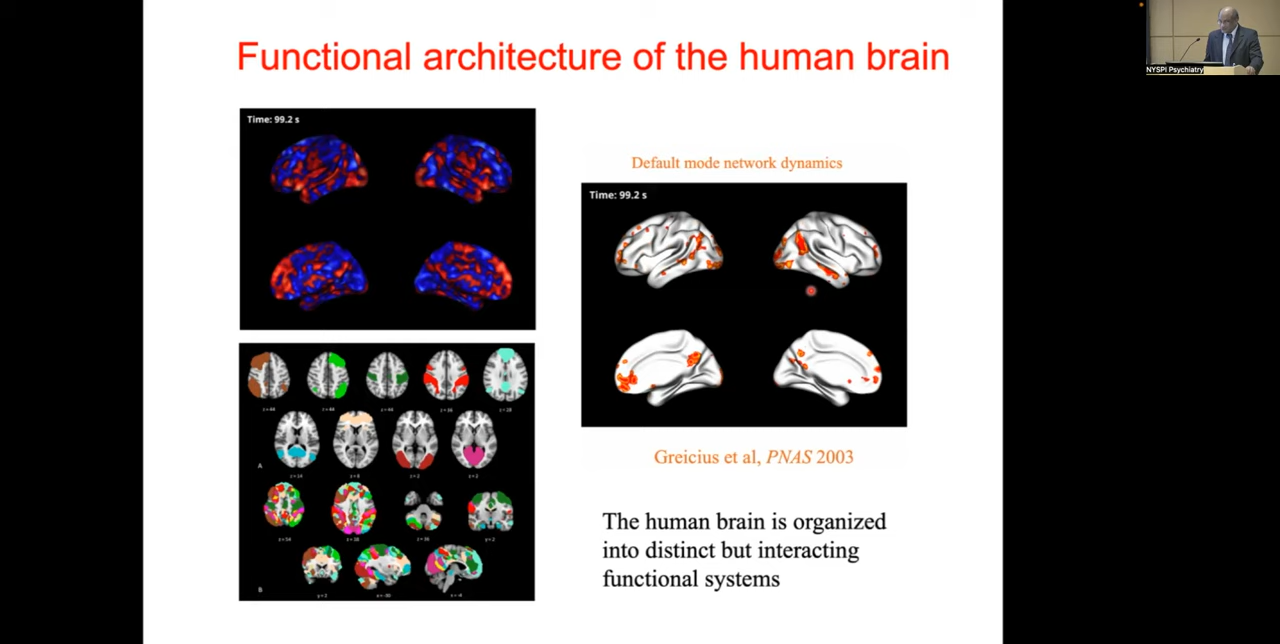 Functional architecture of the human brain
NYSPI Psychiatry
Time: 99.2 s
Default mode network dynamics
Time: 99.2 s
A
B
Greicius et al, PNAS 2003
The human brain is organized
into distinct but interacting
functional systems